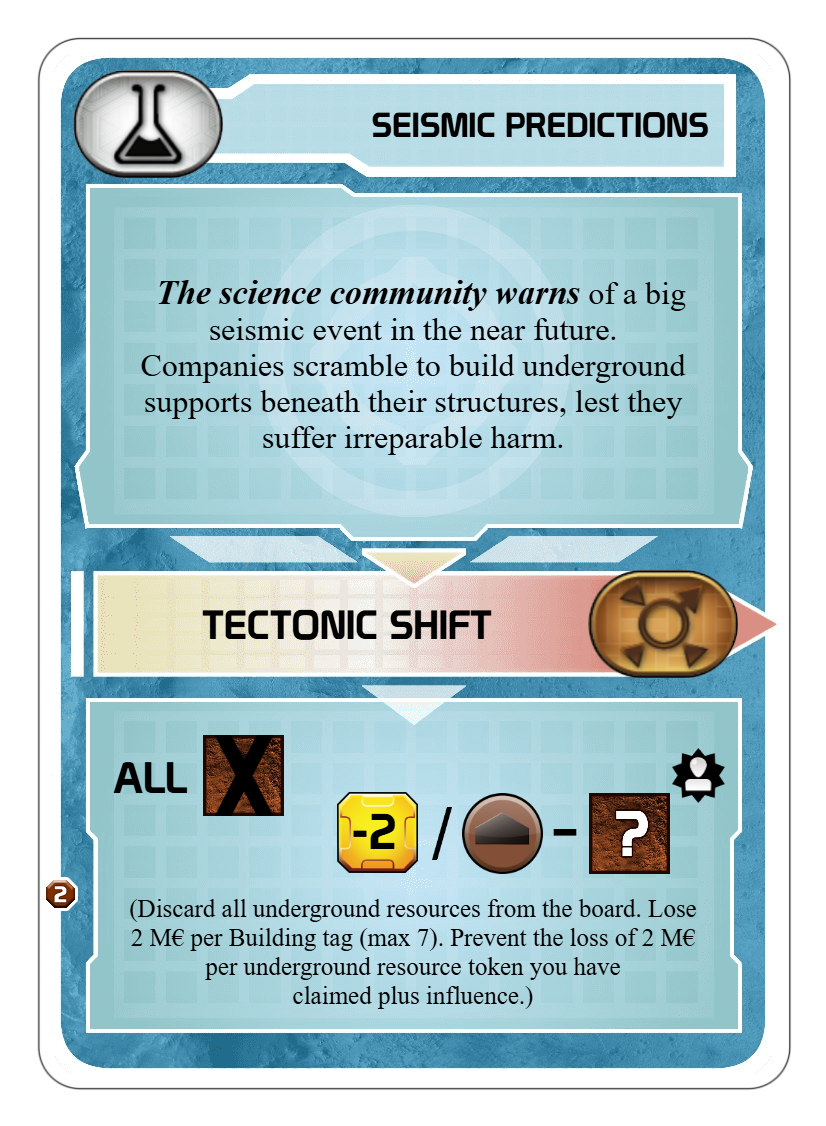 SEISMIC PREDICTIONS
The science community warns of a big
seismic event in the near future.
Companies scramble to build underground
supports beneath their structures, lest they
suffer irreparable harm.
TECTONIC SHIFT
ALL X
-2 / - ?
2
(Discard all underground resources from the board. Lose
2 M€ per Building tag (max 7). Prevent the loss of 2 M€
per underground resource token you have
claimed plus influence.)